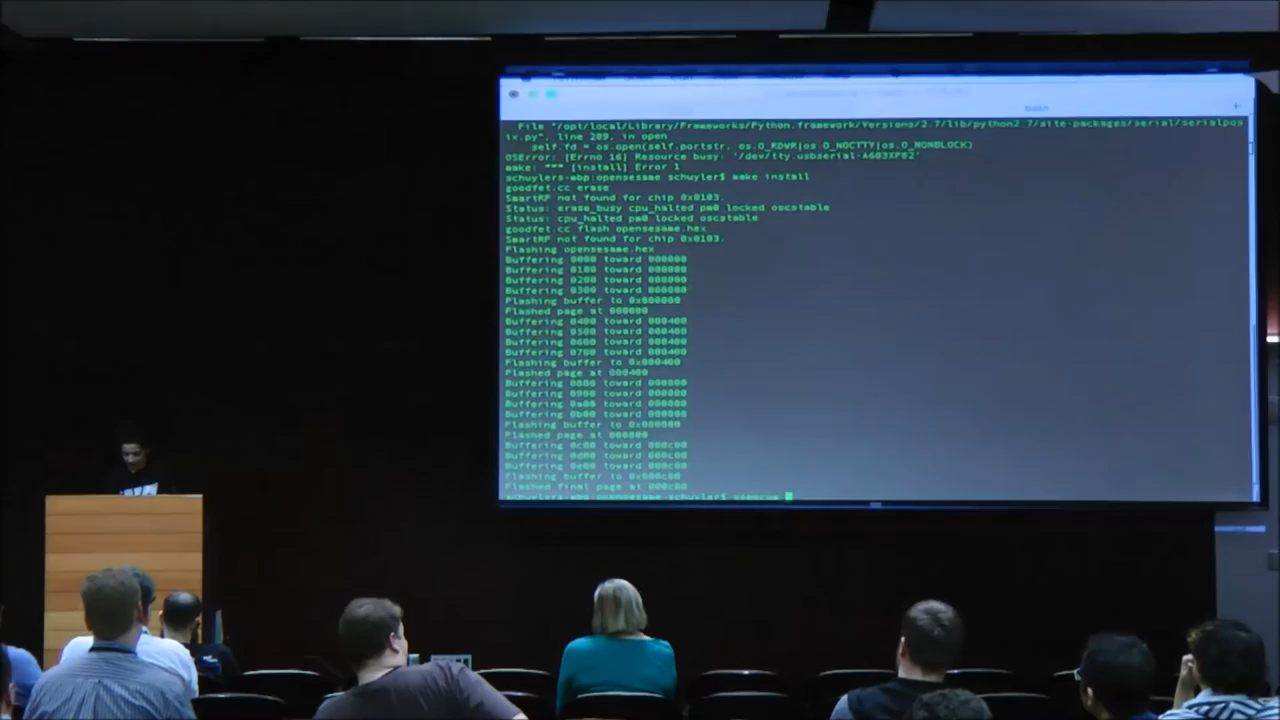 bash
File "/opt/local/Library/Frameworks/Python.framework/Versions/2.7/lib/python2.7/site-packages/serial/serialpos
ix.py", line 289, in open
self.fd = os.open(self.portstr, os.O_RDWR|os.O_NOCTTY|os.O_NONBLOCK)
OSError: [Errno 16] Resource busy: '/dev/tty.usbserial-A603XP82'
make: *** [install] Error 1
schuylers-mbp:opensesame schuyler$ make install
goodfet.cc erase
SmartRF not found for chip 0x0103.
Status: erase_busy cpu_halted pm0 locked oscstable
Status: cpu_halted pm0 locked oscstable
goodfet.cc flash opensesame.hex
SmartRF not found for chip 0x0103.
Flashing opensesame.hex
Buffering 0000 toward 000000
Buffering 0100 toward 000000
Buffering 0200 toward 000000
Buffering 0300 toward 000000
Flashing buffer to 0x000000
Flashed page at 000000
Buffering 0400 toward 000400
Buffering 0500 toward 000400
Buffering 0600 toward 000400
Buffering 0700 toward 000400
Flashing buffer to 0x000400
Flashed page at 000400
Buffering 0800 toward 000800
Buffering 0900 toward 000800
Buffering 0a00 toward 000800
Buffering 0b00 toward 000800
Flashing buffer to 0x000800
Flashed page at 000800
Buffering 0c00 toward 000c00
Buffering 0d00 toward 000c00
Buffering 0e00 toward 000c00
Flashing buffer to 0x000c00
Flashed final page at 000c00
schuylers-mbp:opensesame schuyler$